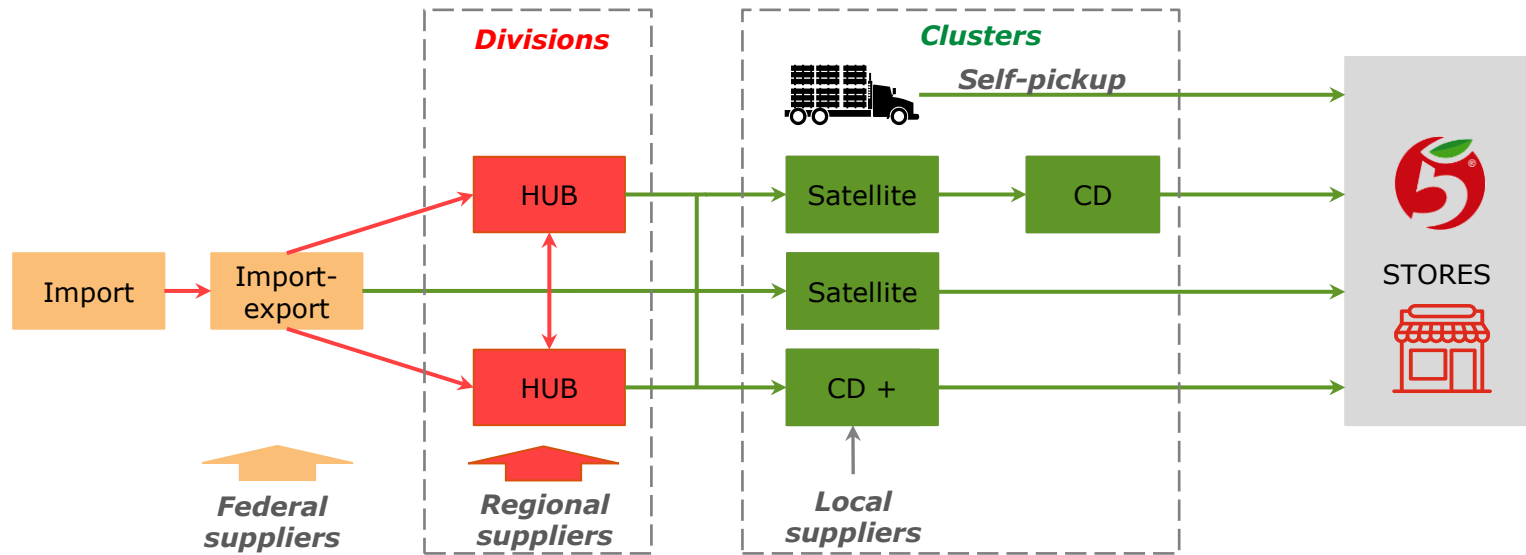 Divisions
Clusters
Self-pickup
HUB
Satellite
CD
5
®
Import
Import-
export
Satellite
STORES
HUB
CD +
Federal
suppliers
Regional
suppliers
Local
suppliers